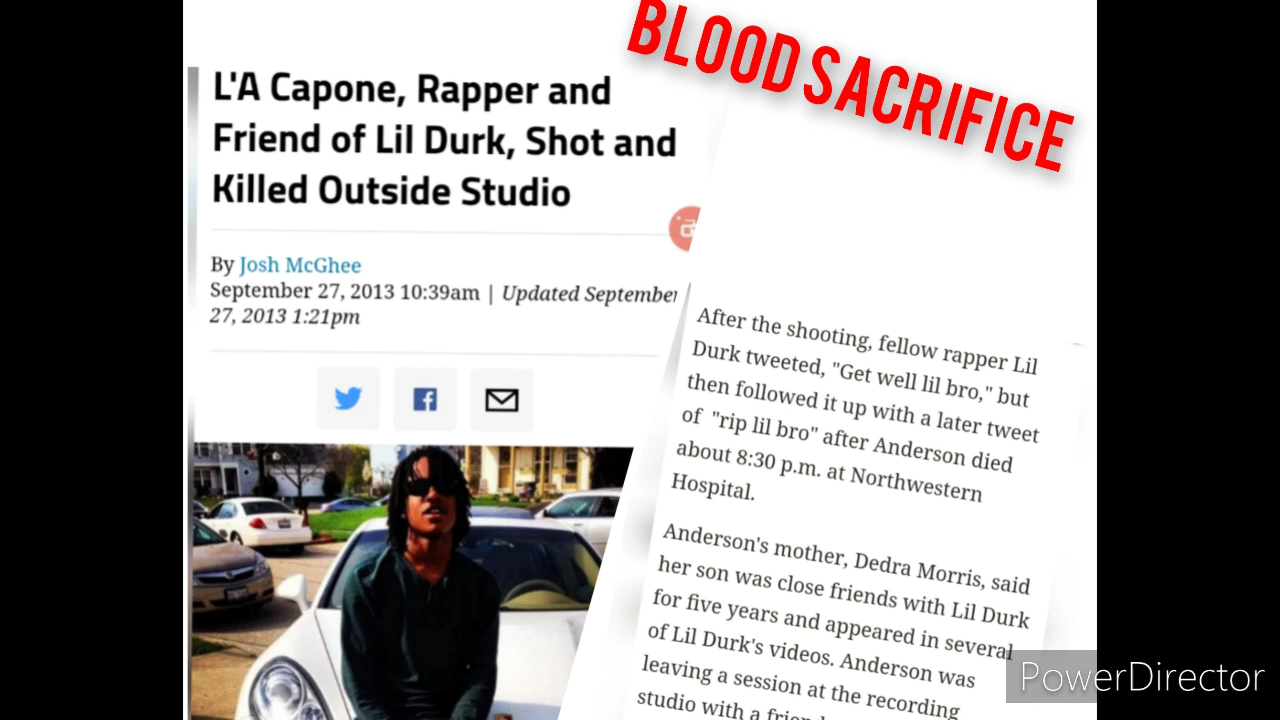 BLOOD SACRIFICE
L'A Capone, Rapper and
Friend of Lil Durk, Shot and
Killed Outside Studio
By Josh McGhee
September 27, 2013 10:39am | Updated September
27, 2013 1:21pm
After the shooting, fellow rapper Lil
Durk tweeted, "Get well lil bro," but
then followed it up with a later tweet
of "rip lil bro" after Anderson died
about 8:30 p.m. at Northwestern
Hospital.
Anderson's mother, Dedra Morris, said
her son was close friends with Lil Durk
for five years and appeared in several
of Lil Durk's videos. Anderson was
leaving a session at the recording
studio with a friend
PowerDirector